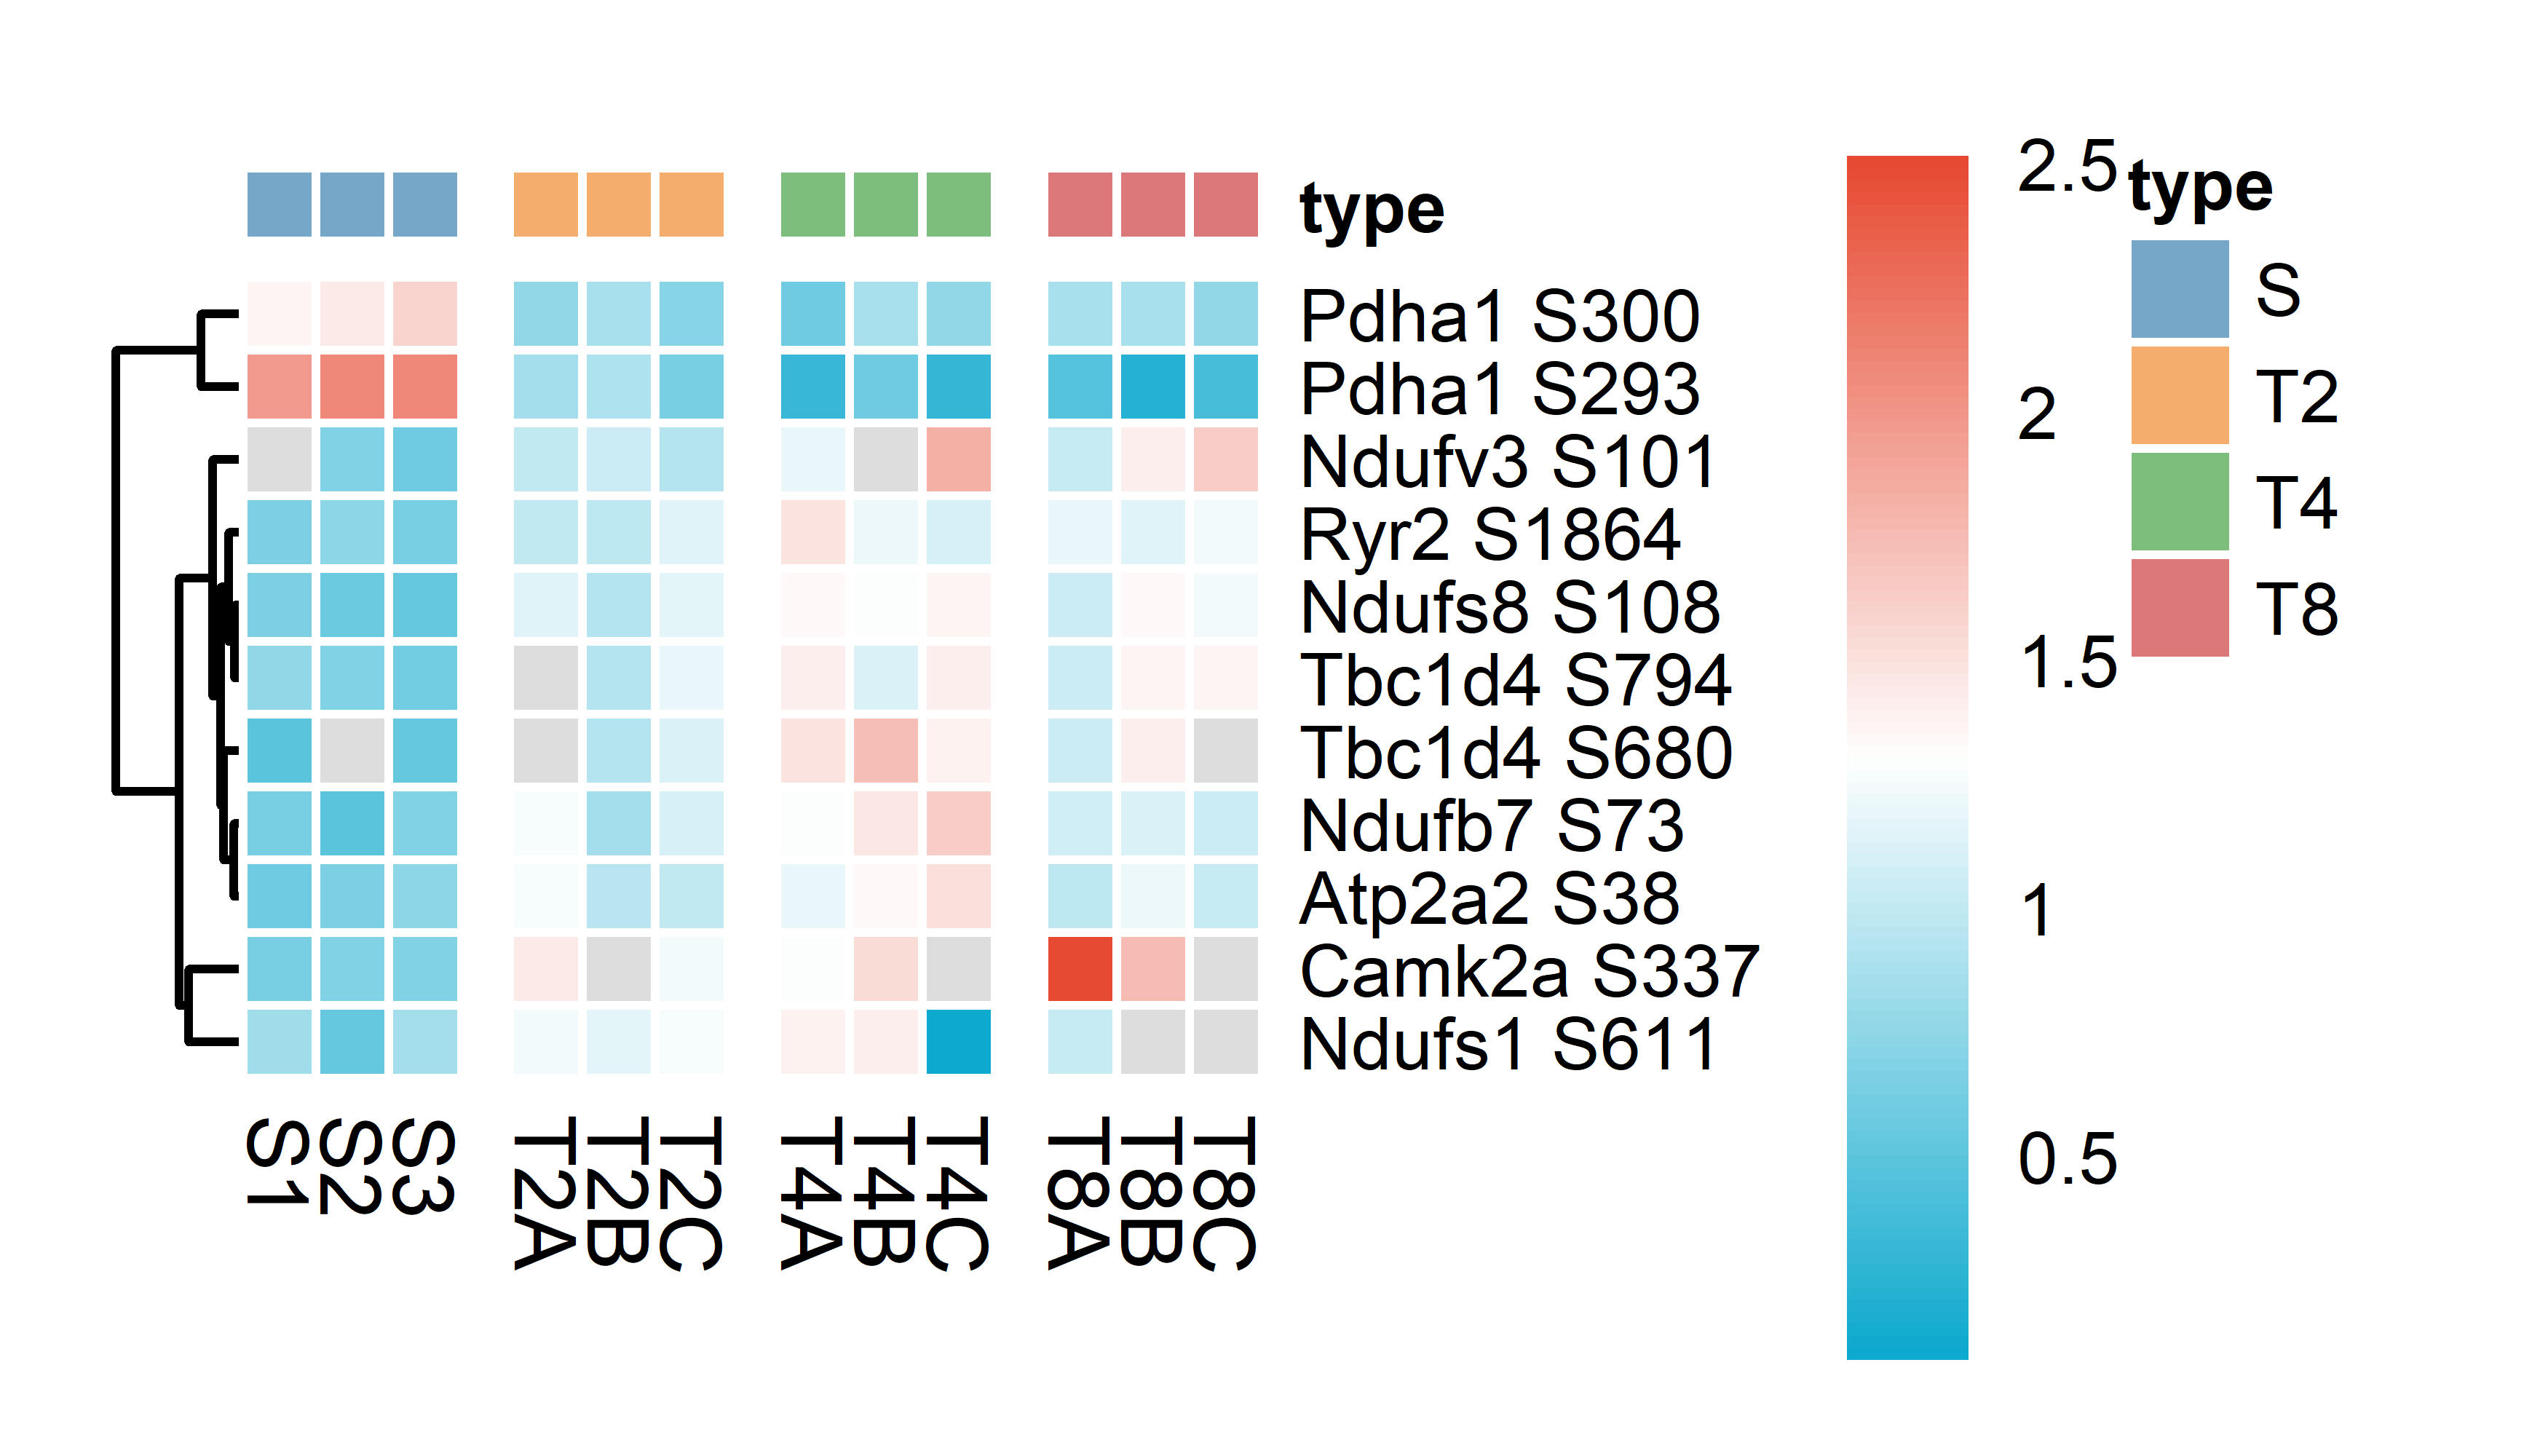 type
Pdha1 S300
Pdha1 S293
Ndufv3 S101
Ryr2 S1864
Ndufs8 S108
Tbc1d4 S794
Tbc1d4 S680
Ndufb7 S73
Atp2a2 S38
Camk2a S337
Ndufs1 S611
S1
S2
S3
T2A
T2B
T2C
T4A
T4B
T4C
T8A
T8B
T8C
2.5
2
1.5
1
0.5
type
S
T2
T4
T8